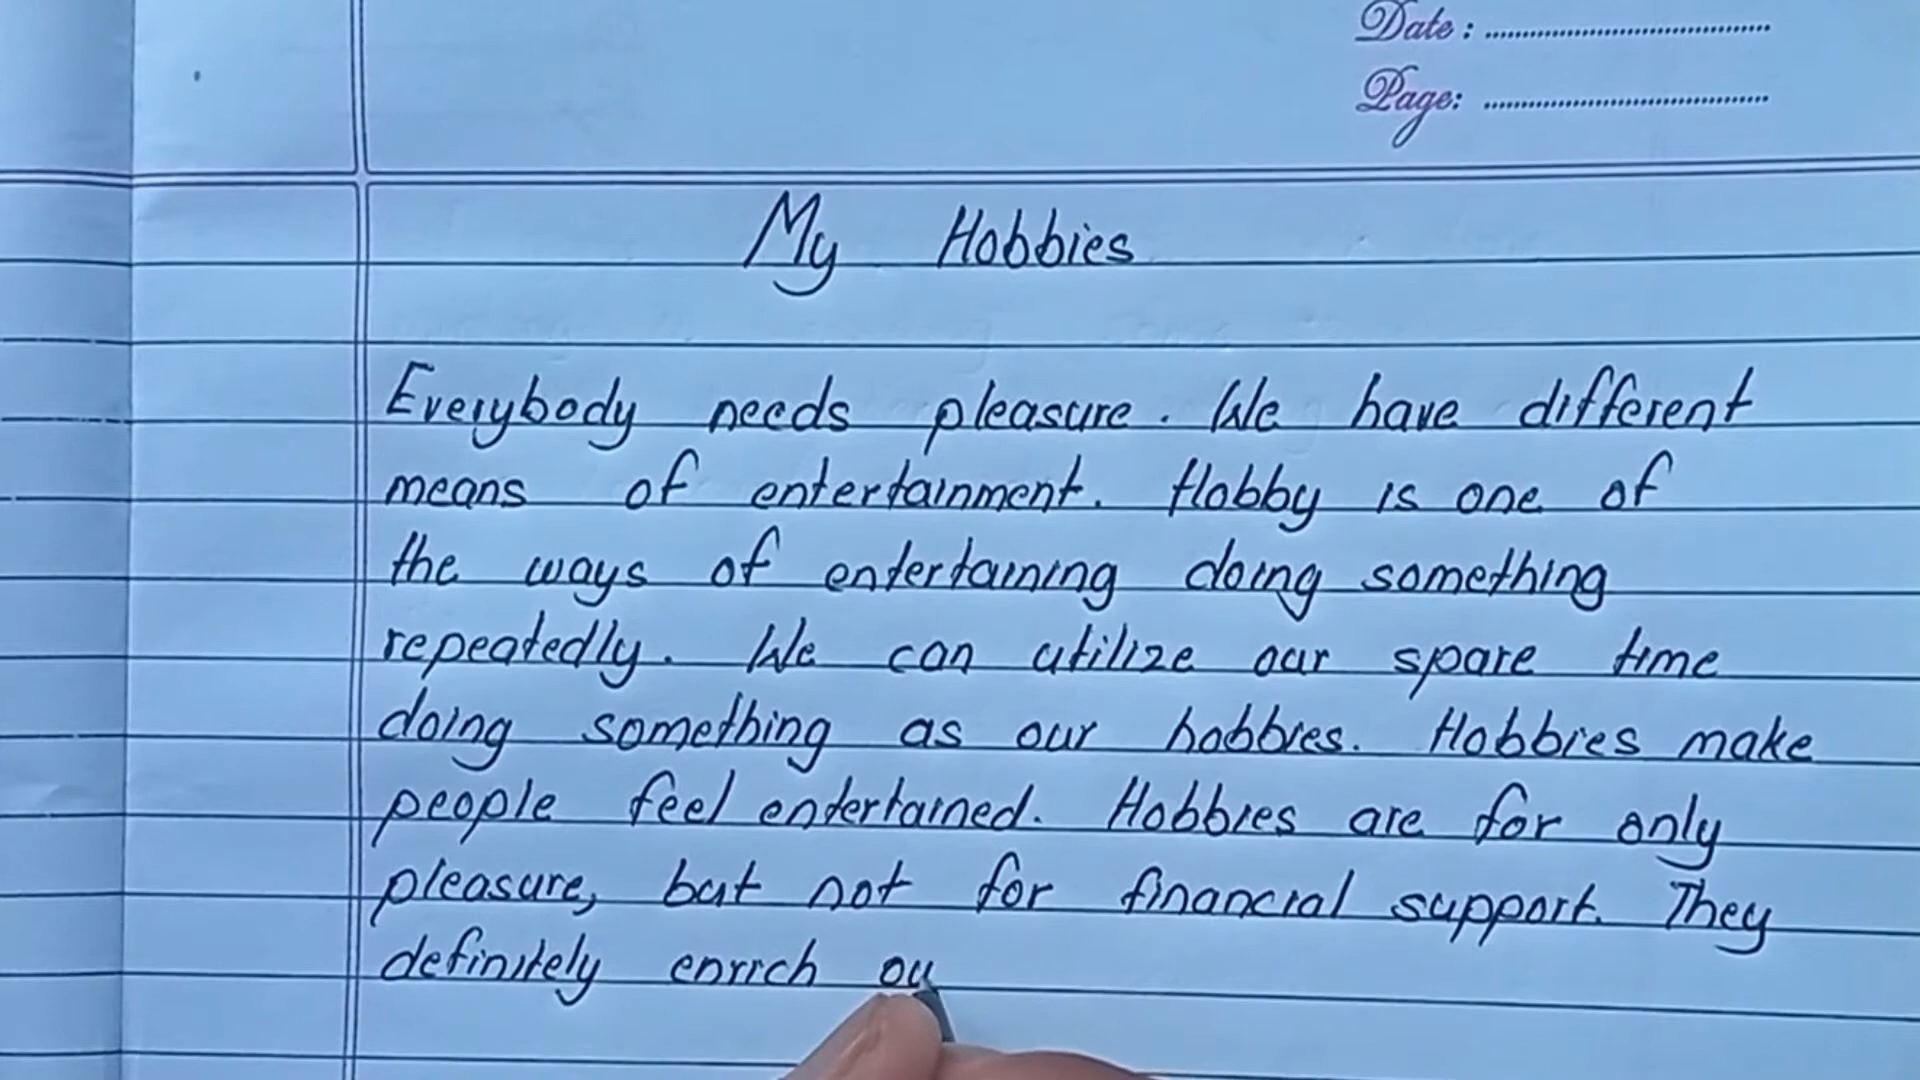 Date :
Page:
My Hobbies
Everybody needs pleasure. We have different
means of entertainment. Hobby is one of
the ways of entertaining doing something
repeatedly. We can utilize our spare time
doing something as our hobbies. Hobbies make
people feel entertained. Hobbies are for only
pleasure, but not for financial support. They
definitely enrich ou